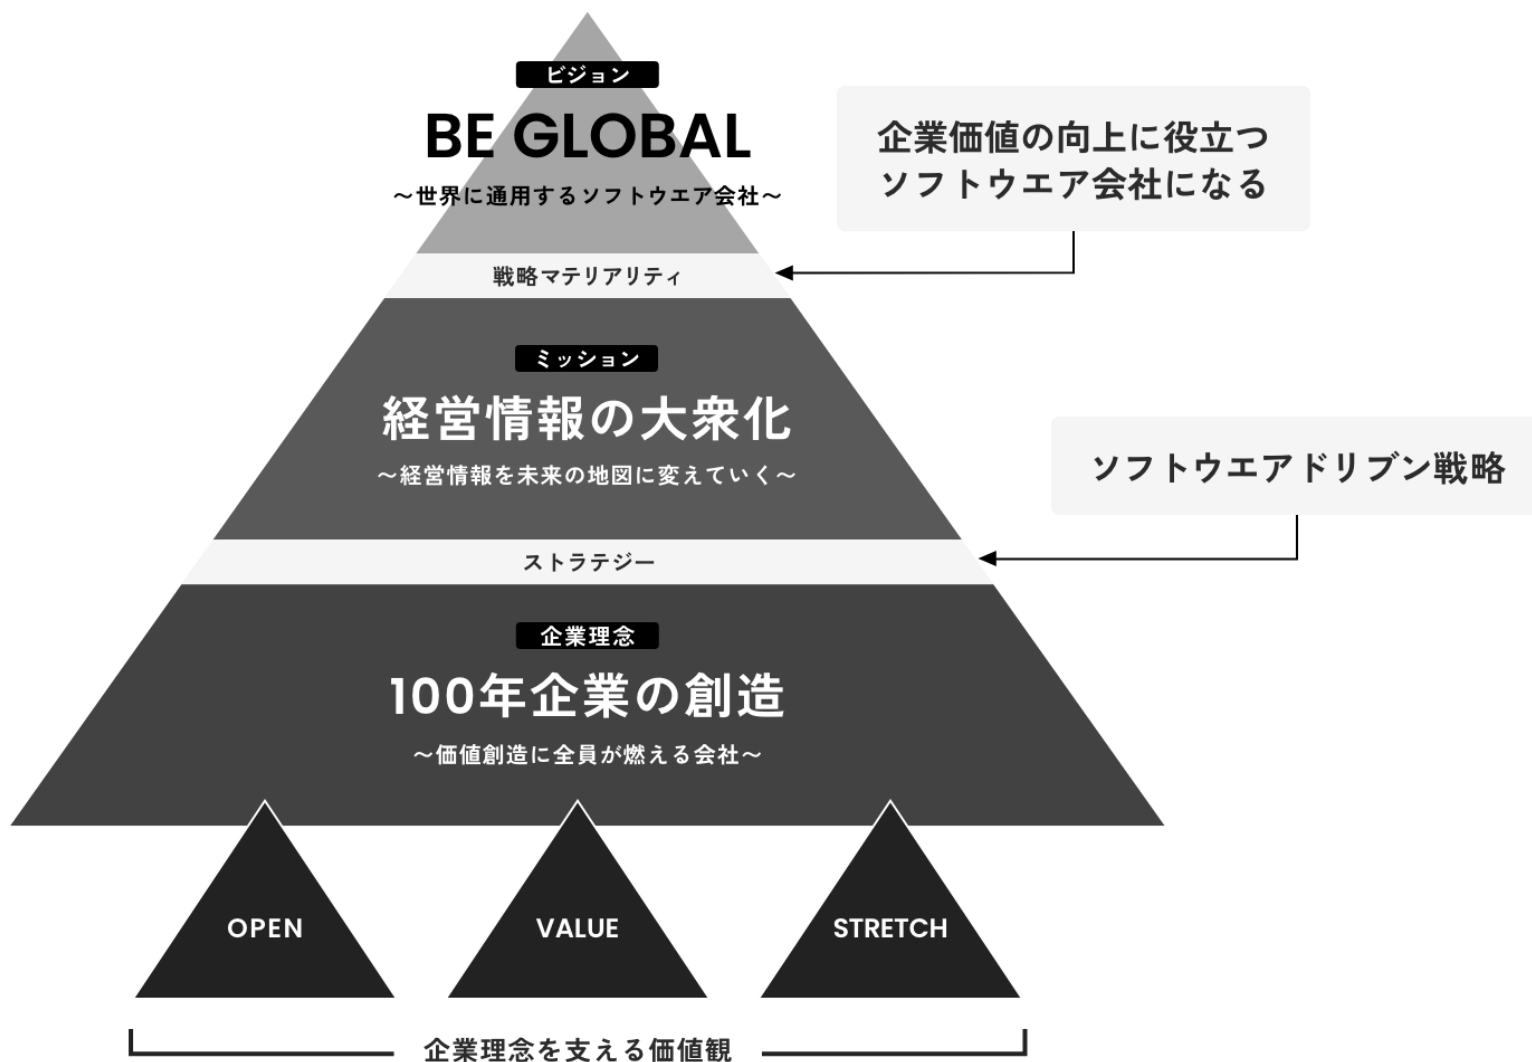 ビジョン
BE GLOBAL
〜世界に通用するソフトウエア会社〜
企業価値の向上に役立つ
ソフトウエア会社になる
戦略マテリアリティ
ミッション
経営情報の大衆化
〜経営情報を未来の地図に変えていく〜
ソフトウエアドリブン戦略
ストラテジー
企業理念
100年企業の創造
〜価値創造に全員が燃える会社〜
OPEN
VALUE
STRETCH
企業理念を支える価値観